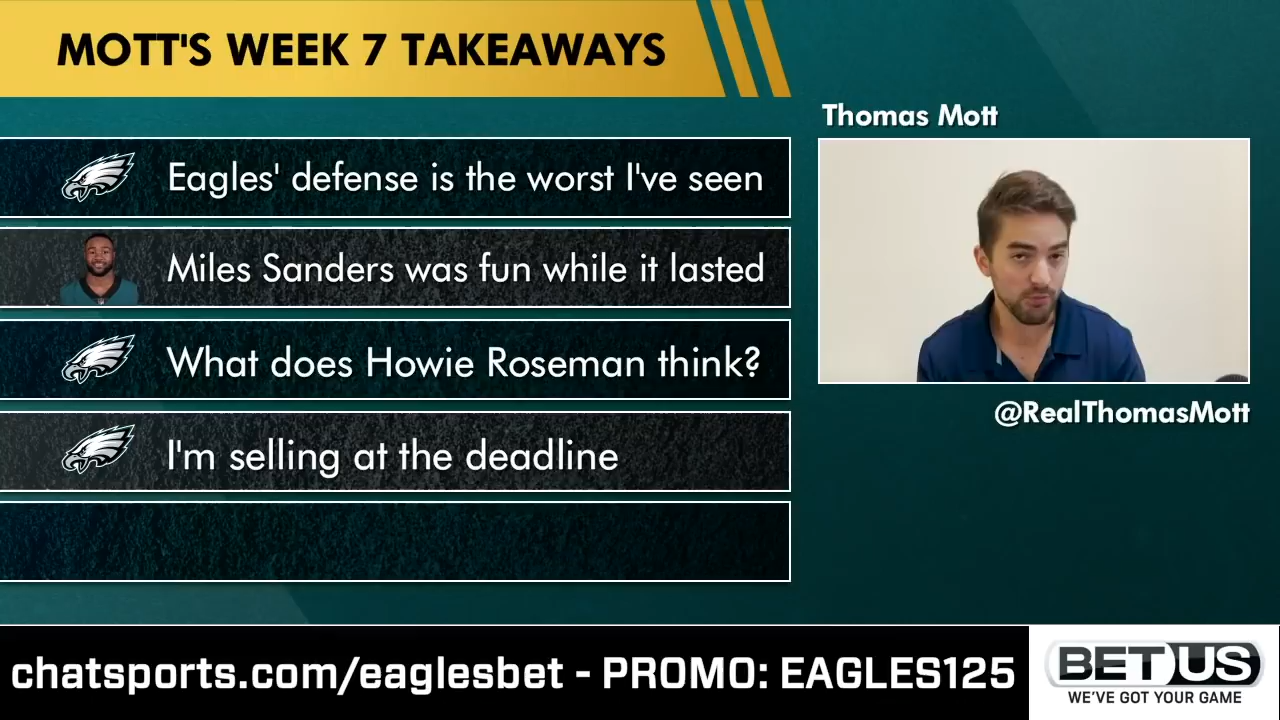 MOTT'S WEEK 7 TAKEAWAYS
Thomas Mott
Eagles' defense is the worst I've seen
Miles Sanders was fun while it lasted
What does Howie Roseman think?
@RealThomasMott
I'm selling at the deadline
chatsports.com/eaglesbet - PROMO: EAGLES125
BETUS
WE'VE GOT YOUR GAME